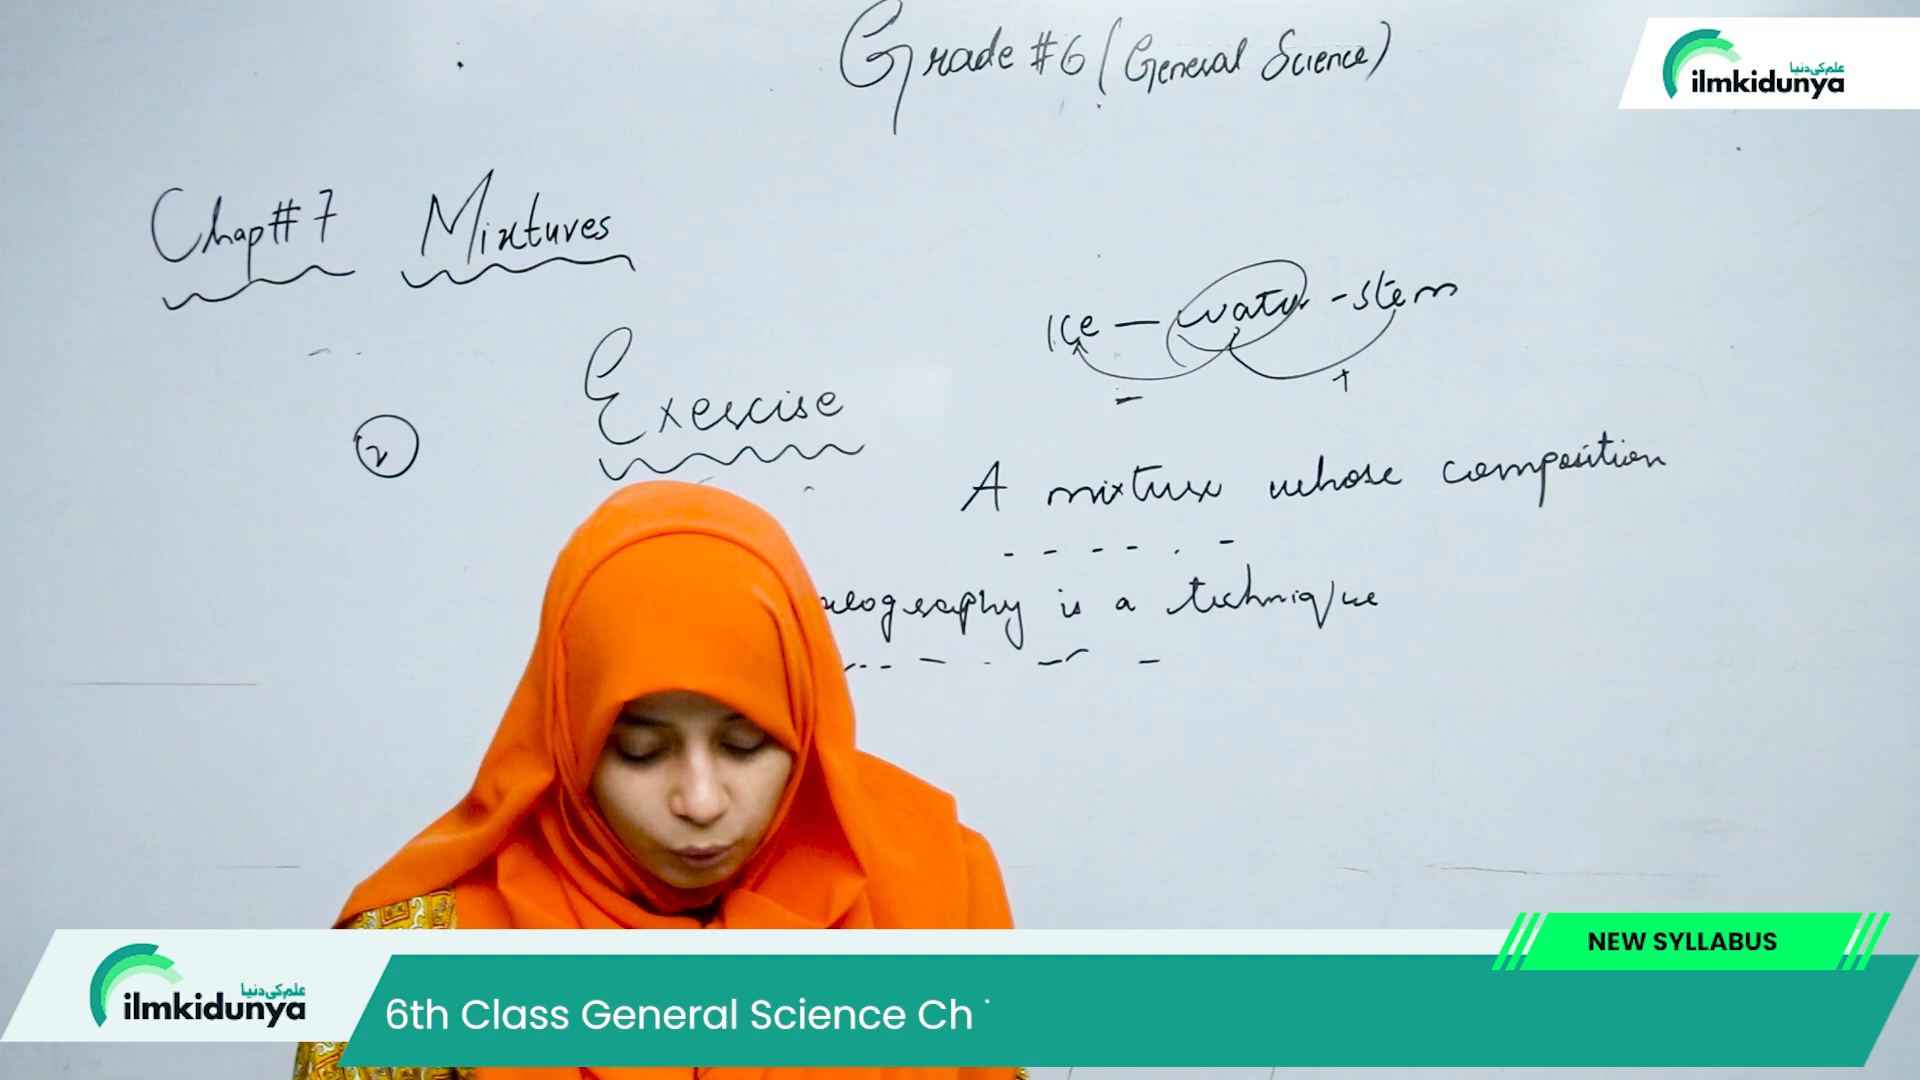 Grade #6 (General Science)
علم کی دنیا
ilmkidunya
Chap# 7 Mixtures
Ice — water - stem
- +
Exercise
2
A mixture whose composition
is a technique
NEW SYLLABUS
علم کی دنیا
ilmkidunya
6th Class General Science Ch